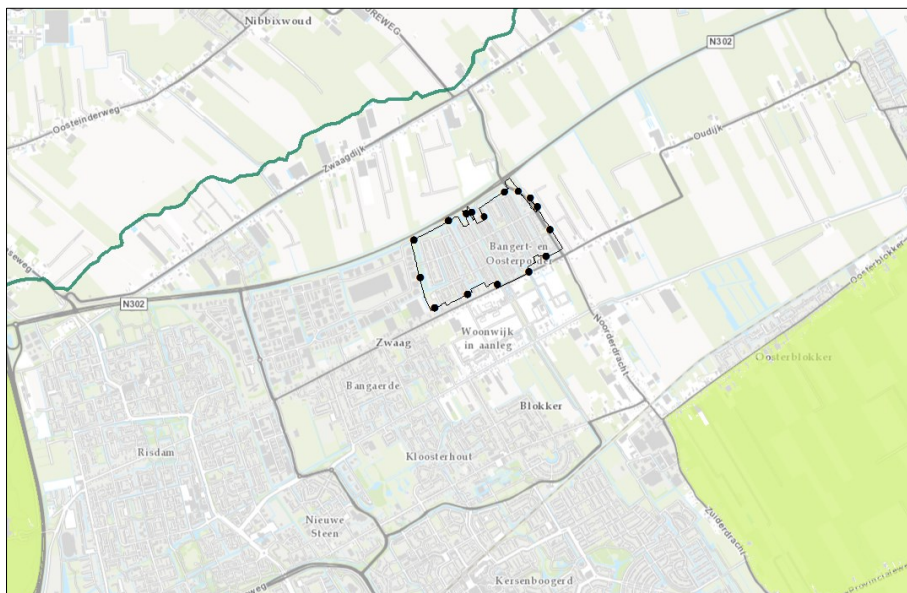 Nibbixwoud
REWEG
N302
Oosteinderweg
Zwaagdijk
Oudijk
Bangert- en
Oosterpolder
Oosterblokker
N302
Noorderdracht
Zwaag
Woonwijk
in aanleg
Oosterblokker
Bangaerde
Blokker
Risdam
Kloosterhout
Nieuwe
Steen
Zuiderdracht
Kersenboogerd
Provincialewe